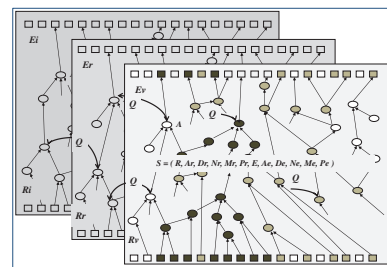 Ei
Er
Ev
Q
Q
A
Q
S = ( R, Ar, Dr, Nr, Mr, Pr, E, Ae, De, Ne, Me, Pe )
Q
Q
Q
Ri
Rr
Rv